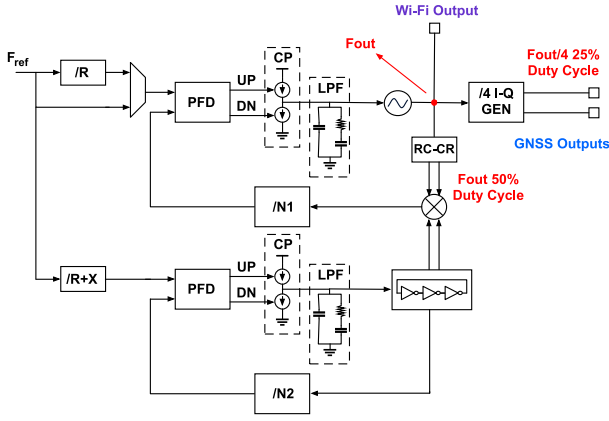 Wi-Fi Output
Fout
Fout/4 25%
Duty Cycle
Fref
/R
CP
UP
PFD
DN
LPF
/4 I-Q
GEN
GNSS Outputs
RC-CR
Fout 50%
Duty Cycle
/N1
CP
/R+X
UP
PFD
DN
LPF
/N2